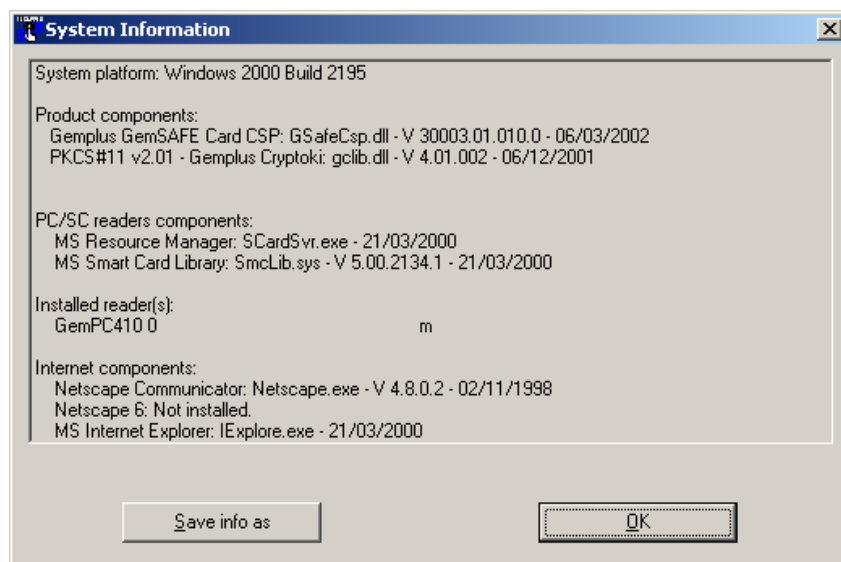 System Information
System platform: Windows 2000 Build 2195
Product components:
Gemplus GemSAFE Card CSP: GSafeCsp.dll - V 30003.01.010.0 - 06/03/2002
PKCS#11 v2.01 - Gemplus Cryptoki: gclib.dll - V 4.01.002 - 06/12/2001
PC/SC readers components:
MS Resource Manager: SCardSvr.exe - 21/03/2000
MS Smart Card Library: SmcLib.sys - V 5.00.2134.1 - 21/03/2000
Installed reader(s):
GemPC410 0 m
Internet components:
Netscape Communicator: Netscape.exe - V 4.8.0.2 - 02/11/1998
Netscape 6: Not installed.
MS Internet Explorer: IExplore.exe - 21/03/2000
Save info as OK